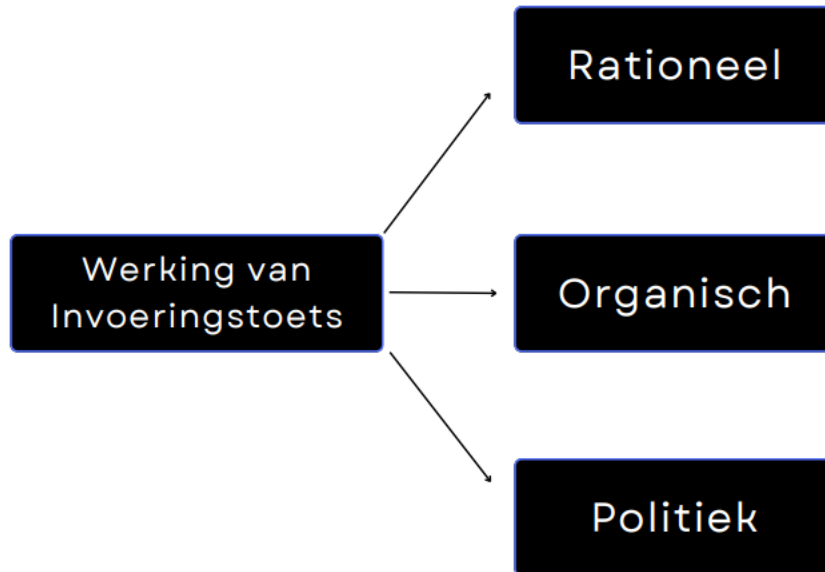 Rationeel
Werking van
Invoeringstoets
Organisch
Politiek